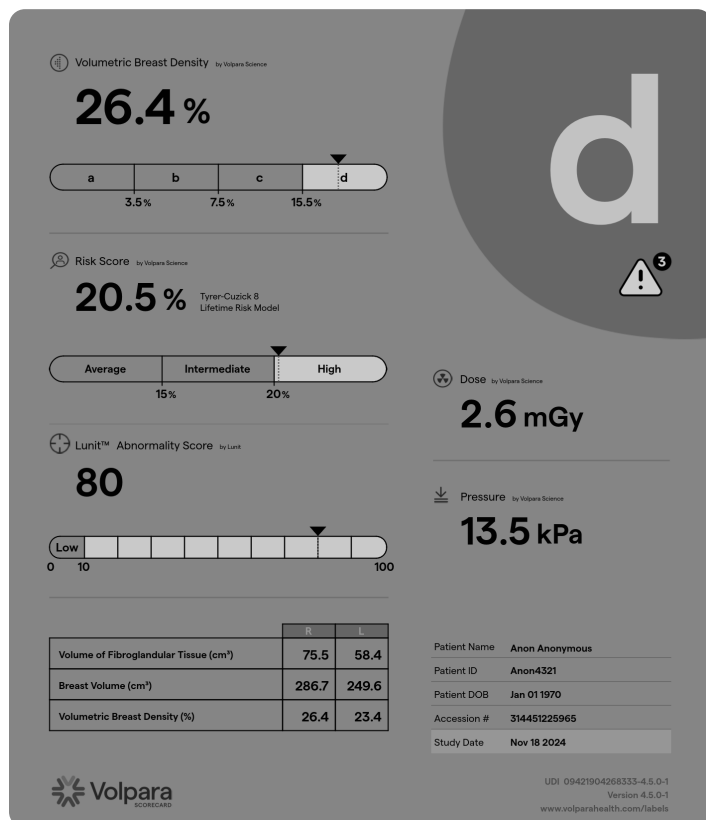 Volumetric Breast Density by Volpara Science
26.4 %
a b c d
3.5% 7.5% 15.5%
Risk Score by Volpara Science
20.5 % Tyrer-Cuzick 8
Lifetime Risk Model
Average Intermediate High
15% 20%
Lunit™ Abnormality Score by Lunit
80
Low
0 10 100
R L
Volume of Fibroglandular Tissue (cm³) 75.5 58.4
Breast Volume (cm³) 286.7 249.6
Volumetric Breast Density (%) 26.4 23.4
Volpara
SCORECARD
d
3
Dose by Volpara Science
2.6 mGy
Pressure by Volpara Science
13.5 kPa
Patient Name Anon Anonymous
Patient ID Anon4321
Patient DOB Jan 01 1970
Accession # 314451225965
Study Date Nov 18 2024
UDI 09421904268333-4.5.0-1
Version 4.5.0-1
www.volparahealth.com/labels